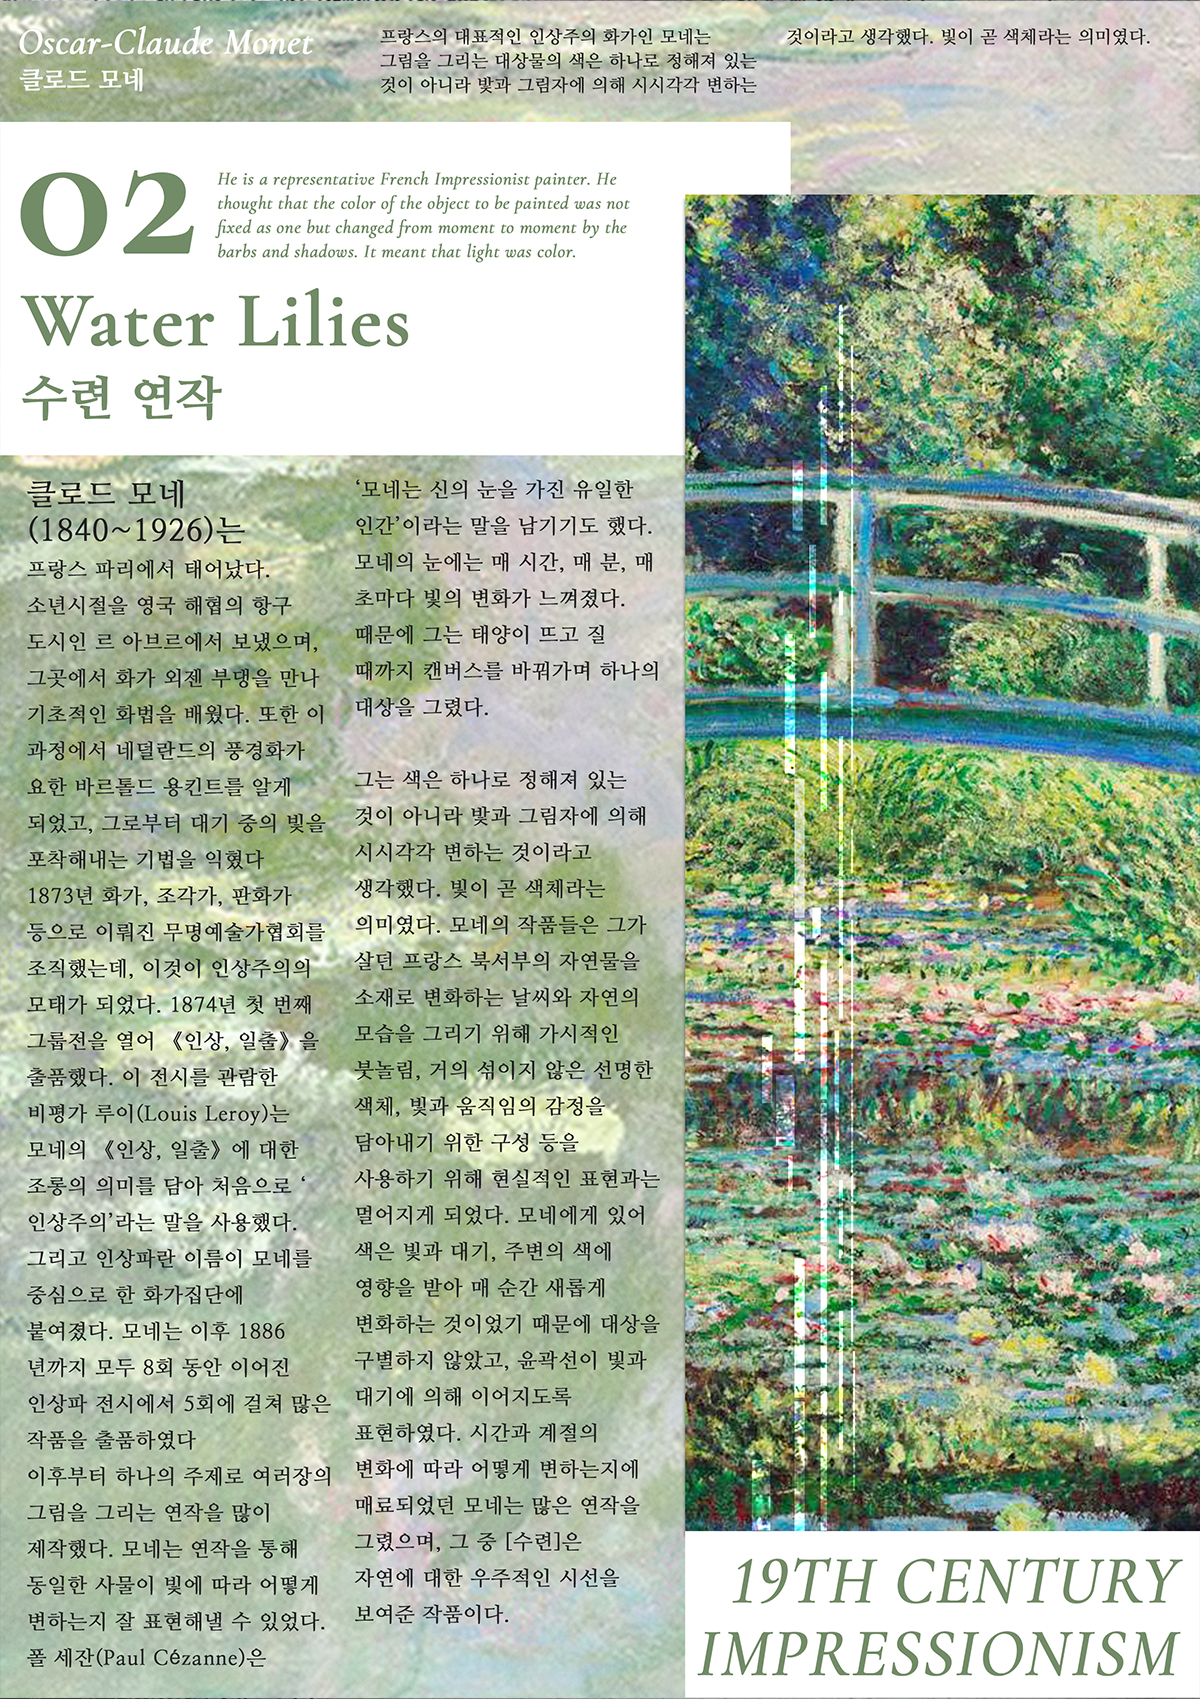 Oscar-Claude Monet
클로드 모네
프랑스의 대표적인 인상주의 화가인 모네는
그림을 그리는 대상물의 색은 하나로 정해져 있는
것이 아니라 빛과 그림자에 의해 시시각각 변하는
것이라고 생각했다. 빛이 곧 색체라는 의미였다.
02
He is a representative French Impressionist painter. He
thought that the color of the object to be painted was not
fixed as one but changed from moment to moment by the
barbs and shadows. It meant that light was color.
Water Lilies
수련 연작
클로드 모네
(1840~1926)는
프랑스 파리에서 태어났다.
소년시절을 영국 해협의 항구
도시인 르 아브르에서 보냈으며,
그곳에서 화가 외젠 부댕을 만나
기초적인 화법을 배웠다. 또한 이
과정에서 네덜란드의 풍경화가
요한 바르톨드 용킨트를 알게
되었고, 그로부터 대기 중의 빛을
포착해내는 기법을 익혔다
1873년 화가, 조각가, 판화가
등으로 이뤄진 무명예술가협회를
조직했는데, 이것이 인상주의의
모태가 되었다. 1874년 첫 번째
그룹전을 열어 《인상, 일출》을
출품했다. 이 전시를 관람한
비평가 루이(Louis Leroy)는
모네의 《인상, 일출》에 대한
조롱의 의미를 담아 처음으로 ‘
인상주의’라는 말을 사용했다.
그리고 인상파란 이름이 모네를
중심으로 한 화가집단에
붙여졌다. 모네는 이후 1886
년까지 모두 8회 동안 이어진
인상파 전시에서 5회에 걸쳐 많은
작품을 출품하였다
이후부터 하나의 주제로 여러장의
그림을 그리는 연작을 많이
제작했다. 모네는 연작을 통해
동일한 사물이 빛에 따라 어떻게
변하는지 잘 표현해낼 수 있었다.
폴 세잔(Paul Cézanne)은
‘모네는 신의 눈을 가진 유일한
인간’이라는 말을 남기기도 했다.
모네의 눈에는 매 시간, 매 분, 매
초마다 빛의 변화가 느껴졌다.
때문에 그는 태양이 뜨고 질
때까지 캔버스를 바꿔가며 하나의
대상을 그렸다.
그는 색은 하나로 정해져 있는
것이 아니라 빛과 그림자에 의해
시시각각 변하는 것이라고
생각했다. 빛이 곧 색체라는
의미였다. 모네의 작품들은 그가
살던 프랑스 북서부의 자연물을
소재로 변화하는 날씨와 자연의
모습을 그리기 위해 가시적인
붓놀림, 거의 섞이지 않은 선명한
색체, 빛과 움직임의 감정을
담아내기 위한 구성 등을
사용하기 위해 현실적인 표현과는
멀어지게 되었다. 모네에게 있어
색은 빛과 대기, 주변의 색에
영향을 받아 매 순간 새롭게
변화하는 것이었기 때문에 대상을
구별하지 않았고, 윤곽선이 빛과
대기에 의해 이어지도록
표현하였다. 시간과 계절의
변화에 따라 어떻게 변하는지에
매료되었던 모네는 많은 연작을
그렸으며, 그 중 [수련]은
자연에 대한 우주적인 시선을
보여준 작품이다.
19TH CENTURY
IMPRESSIONISM